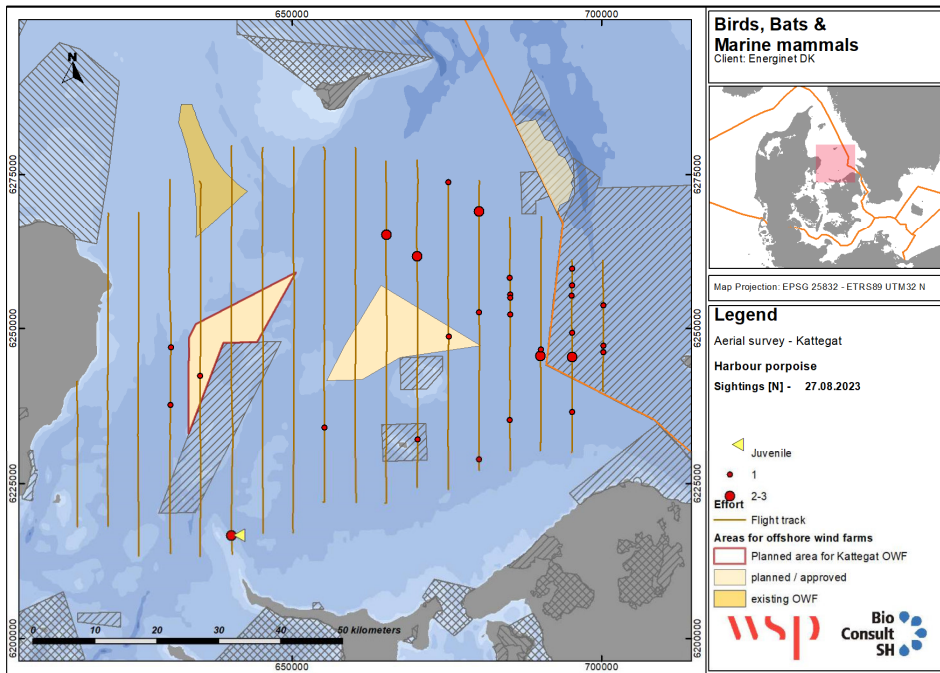 650000
700000
N
6275000
6275000
6250000
6250000
6225000
6225000
6200000
6200000
0
10
20
30
40
50 kilometers
650000
700000
Birds, Bats &
Marine mammals
Client: Energinet DK
Map Projection: EPSG 25832 - ETRS89 UTM32 N
Legend
Aerial survey - Kattegat
Harbour porpoise
Sightings [N] - 27.08.2023
Juvenile
1
2-3
Effort
Flight track
Areas for offshore wind farms
Planned area for Kattegat OWF
planned / approved
existing OWF
wsp
Bio
Consult
SH